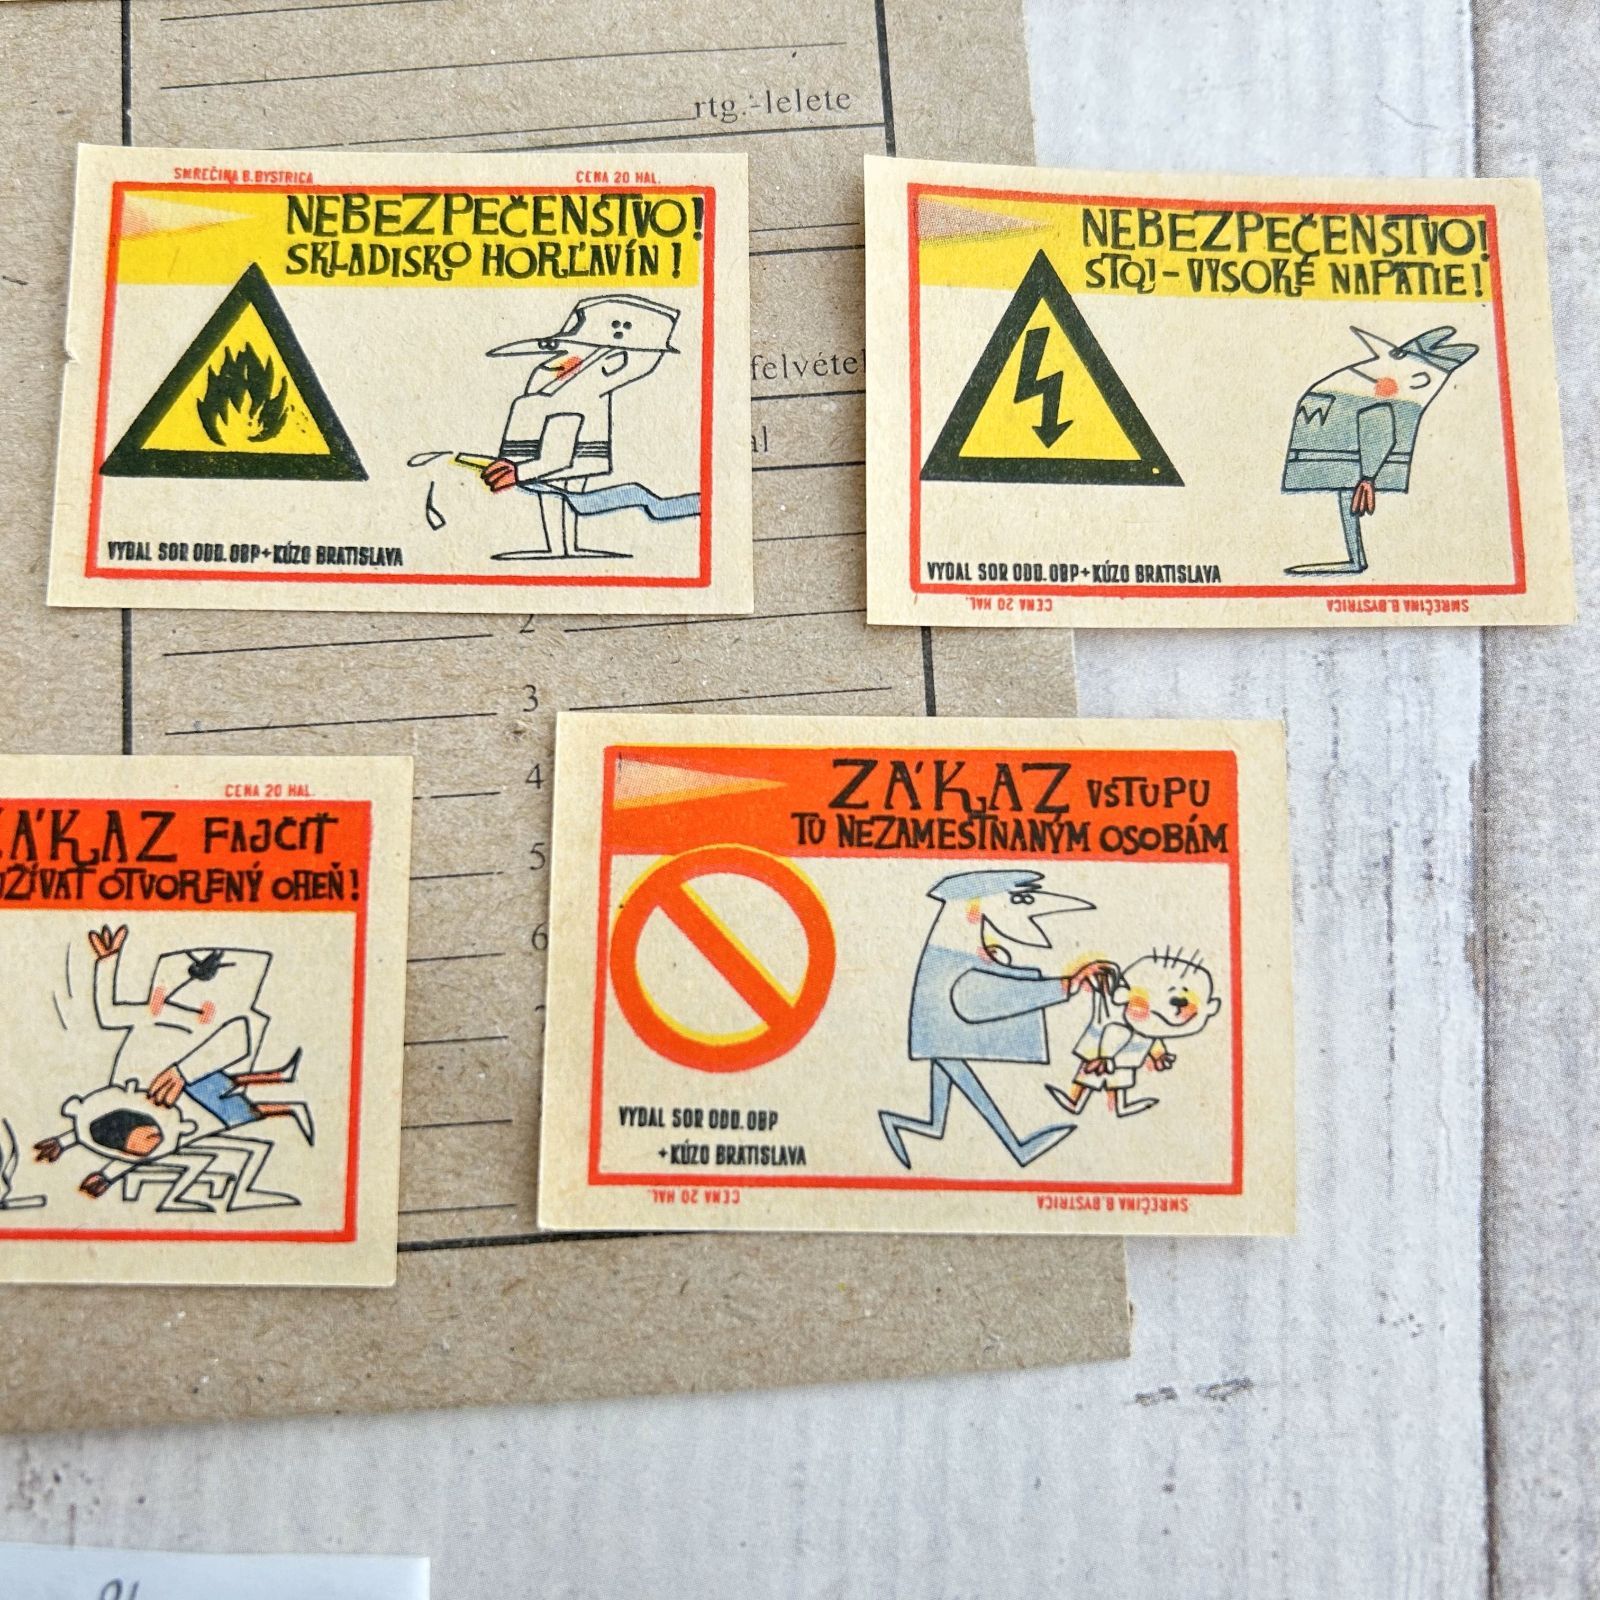 rtg.-lelete
SMREČINA B.BYSTRICA CENA 20 HAL.
NEBEZPEČENSTVO!
SKLADISKO HORĽAVÍN!
VYDAL SOR ODD. OBP+KÚZO BRATISLAVA
NEBEZPEČENSTVO!
STOJ-VYSOKÉ NAPÄTIE!
VYDAL SOR ODD. OBP+KÚZO BRATISLAVA
CENA 20 HAL. SMREČINA B.BYSTRICA
felvétel
al
2
3
4
5
6
CENA 20 HAL.
ZÁKAZ FAJČIŤ
UŽÍVAŤ OTVORENÝ OHEŇ!
ZÁKAZ VSTUPU
TU NEZAMESTNANÝM OSOBÁM
VYDAL SOR ODD. OBP
+KÚZO BRATISLAVA
CENA 20 HAL. SMREČINA B.BYSTRICA